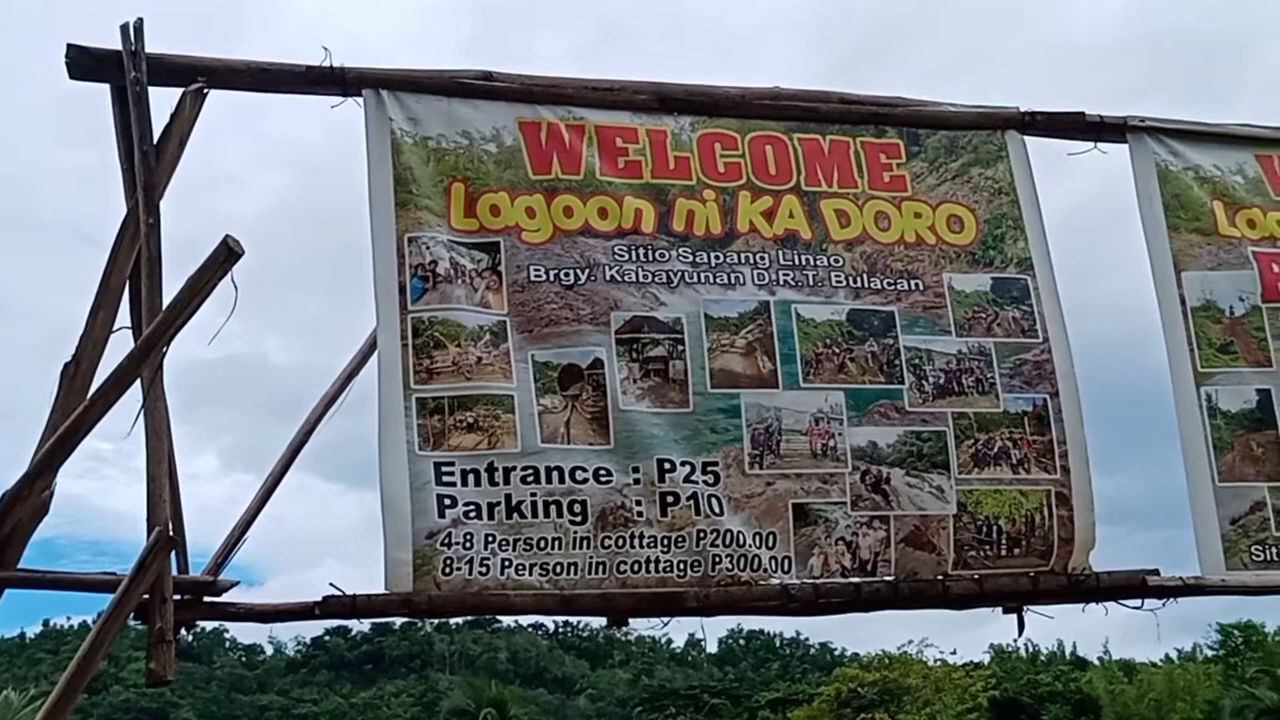 WELCOME
Lagoon ni KA DORO
Sitio Sapang Linao
Brgy. Kabayunan D.R.T. Bulacan
Entrance : P25
Parking : P10
4-8 Person in cottage P200.00
8-15 Person in cottage P300.00